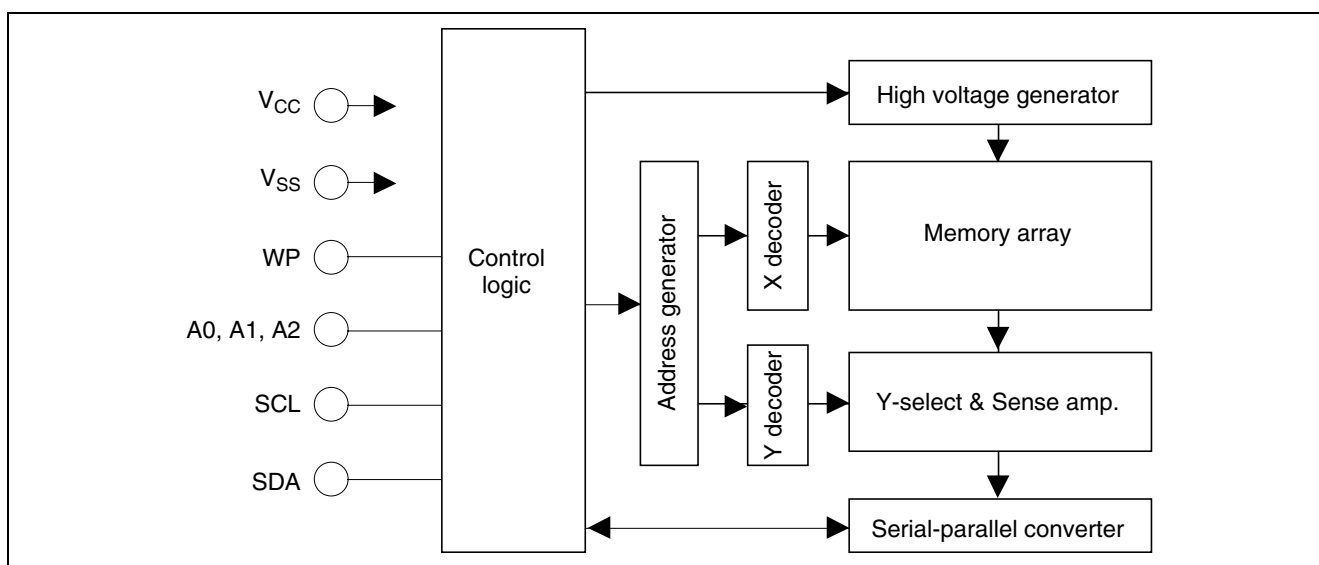 VCC
VSS
WP
A0, A1, A2
SCL
SDA
Control
logic
Address generator
X decoder
Y decoder
High voltage generator
Memory array
Y-select & Sense amp.
Serial-parallel converter